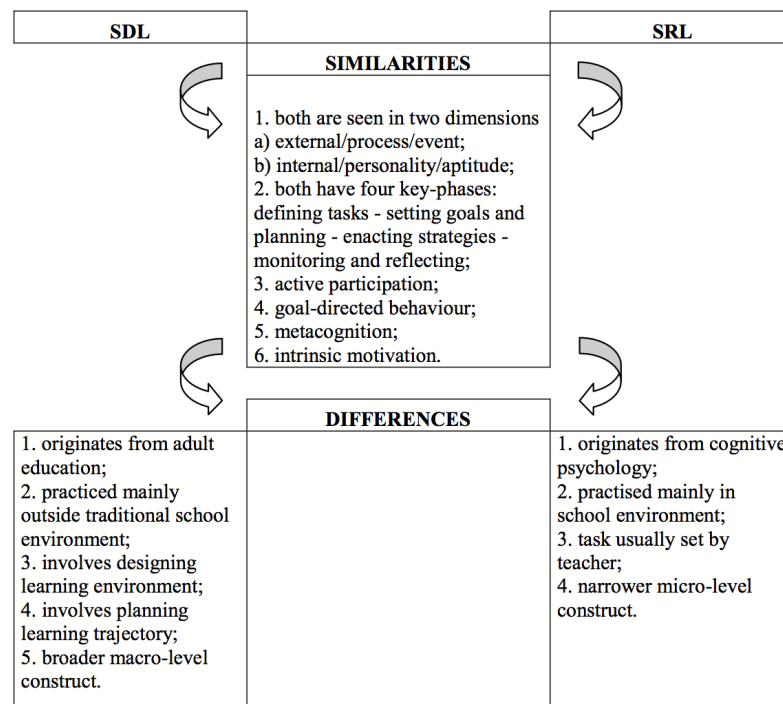 SDL
SRL
SIMILARITIES
1. both are seen in two dimensions
a) external/process/event;
b) internal/personality/aptitude;
2. both have four key-phases:
defining tasks - setting goals and
planning - enacting strategies -
monitoring and reflecting;
3. active participation;
4. goal-directed behaviour;
5. metacognition;
6. intrinsic motivation.
DIFFERENCES
1. originates from adult
education;
2. practiced mainly
outside traditional school
environment;
3. involves designing
learning environment;
4. involves planning
learning trajectory;
5. broader macro-level
construct.
1. originates from cognitive
psychology;
2. practised mainly in
school environment;
3. task usually set by
teacher;
4. narrower micro-level
construct.